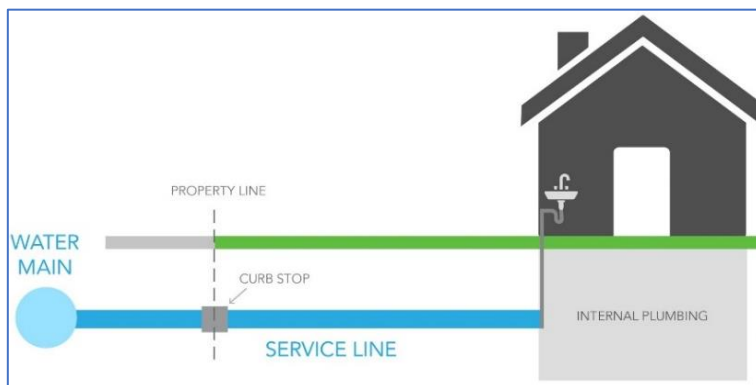 PROPERTY LINE
WATER
MAIN
CURB STOP
INTERNAL PLUMBING
SERVICE LINE